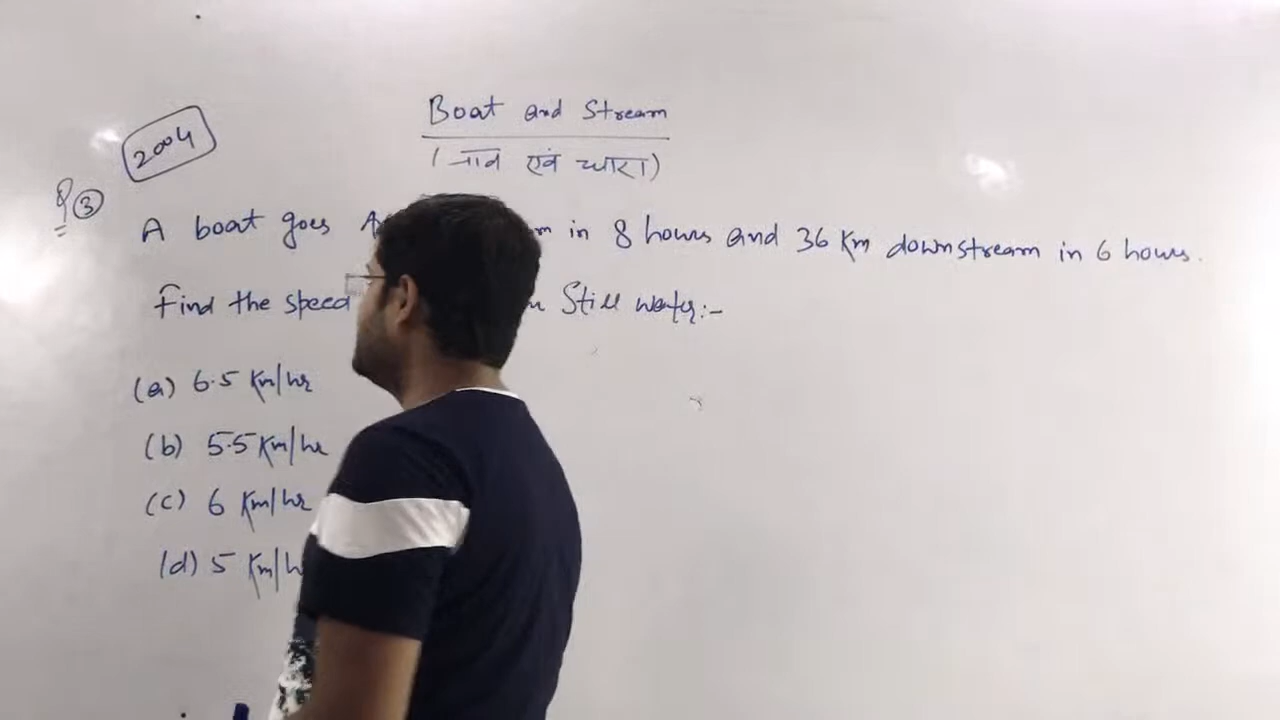 Boat and Stream
2004
(नाव एवं धारा)
Q ③
A boat goes in 8 hours and 36 Km downstream in 6 hours.
Find the speed Still water:-
(a) 6.5 Km/hr
(b) 5.5 Km/hr
(c) 6 Km/hr
(d) 5 Km/h